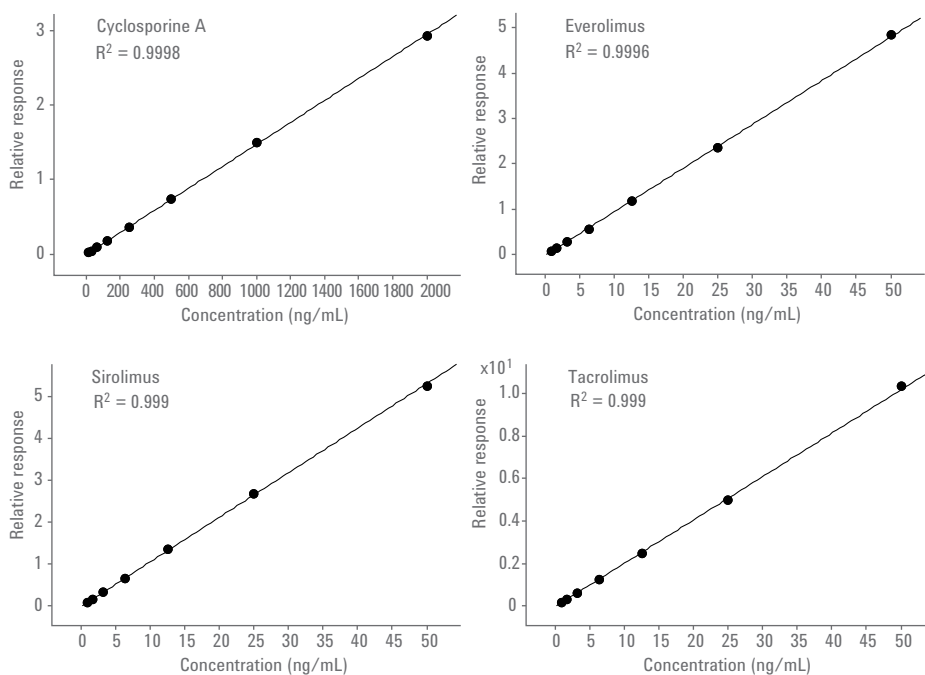 Cyclosporine A
R² = 0.9998
3
2
1
0
Relative response
0 200 400 600 800 1000 1200 1400 1600 1800 2000
Concentration (ng/mL)
Everolimus
R² = 0.9996
5
4
3
2
1
0
Relative response
0 5 10 15 20 25 30 35 40 45 50
Concentration (ng/mL)
Sirolimus
R² = 0.999
5
4
3
2
1
0
Relative response
0 5 10 15 20 25 30 35 40 45 50
Concentration (ng/mL)
x10¹
Tacrolimus
R² = 0.999
1.0
0.8
0.6
0.4
0.2
0
Relative response
0 5 10 15 20 25 30 35 40 45 50
Concentration (ng/mL)